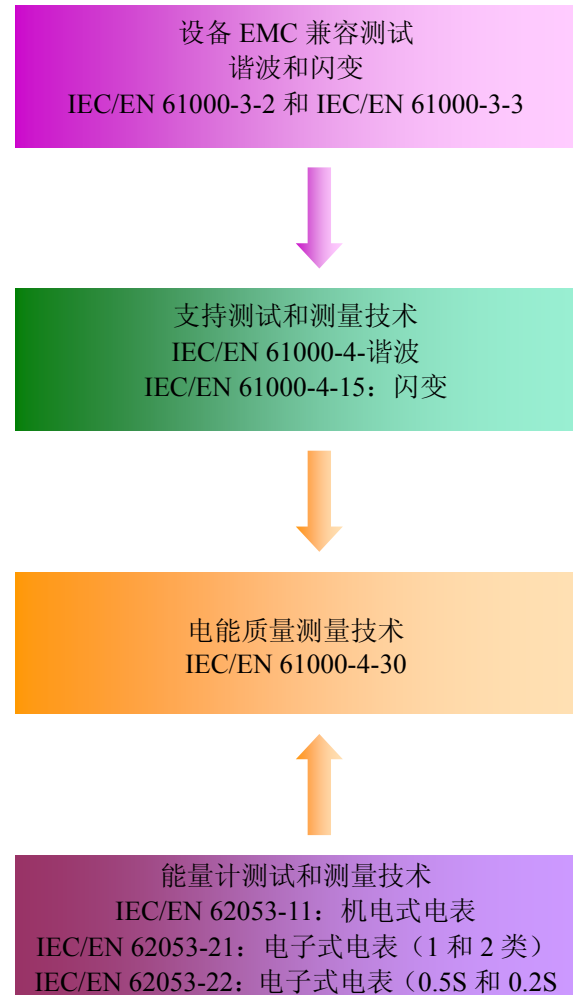 设备 EMC 兼容测试
谐波和闪变
IEC/EN 61000-3-2 和 IEC/EN 61000-3-3
支持测试和测量技术
IEC/EN 61000-4-谐波
IEC/EN 61000-4-15：闪变
电能质量测量技术
IEC/EN 61000-4-30
能量计测试和测量技术
IEC/EN 62053-11：机电式电表
IEC/EN 62053-21：电子式电表（1 和 2 类）
IEC/EN 62053-22：电子式电表（0.5S 和 0.2S